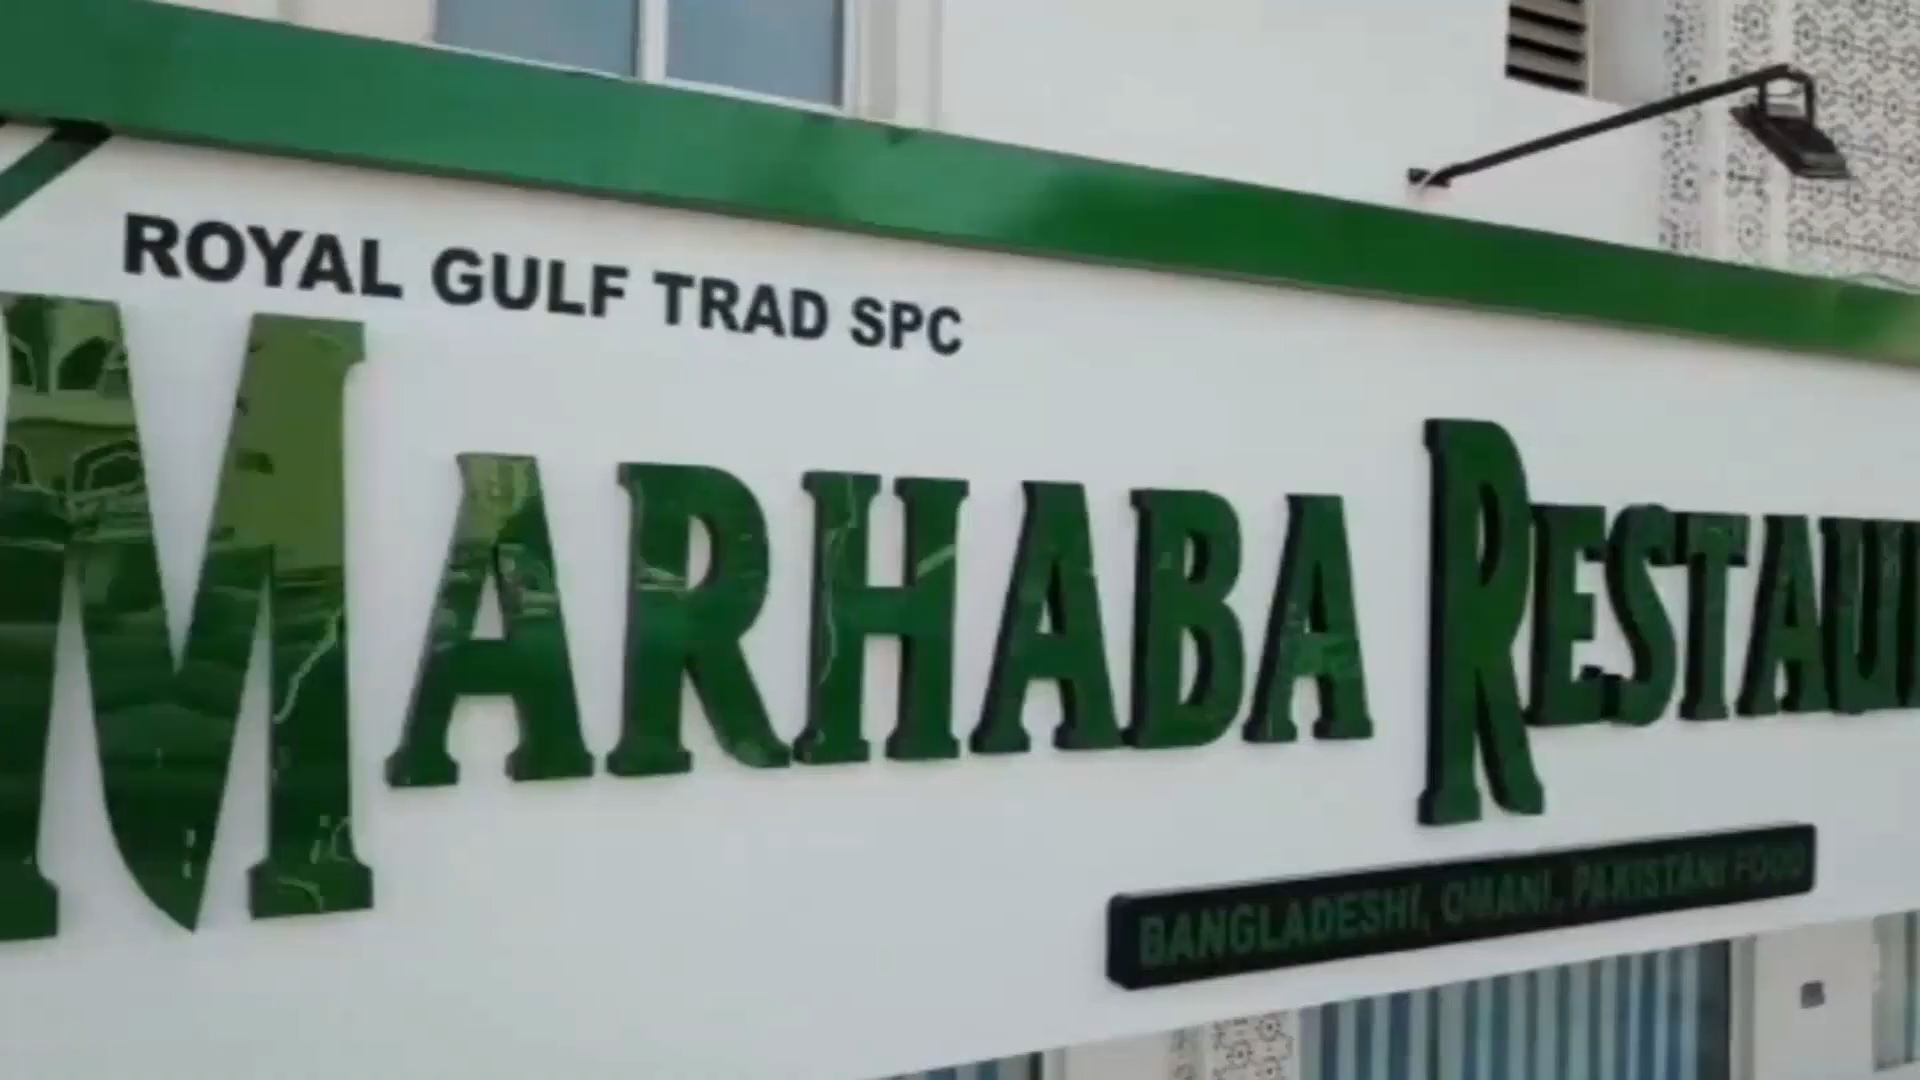 ROYAL GULF TRAD SPC
MARHABA RESTAU
BANGLADESHI, OMANI, PAKISTANI FOOD